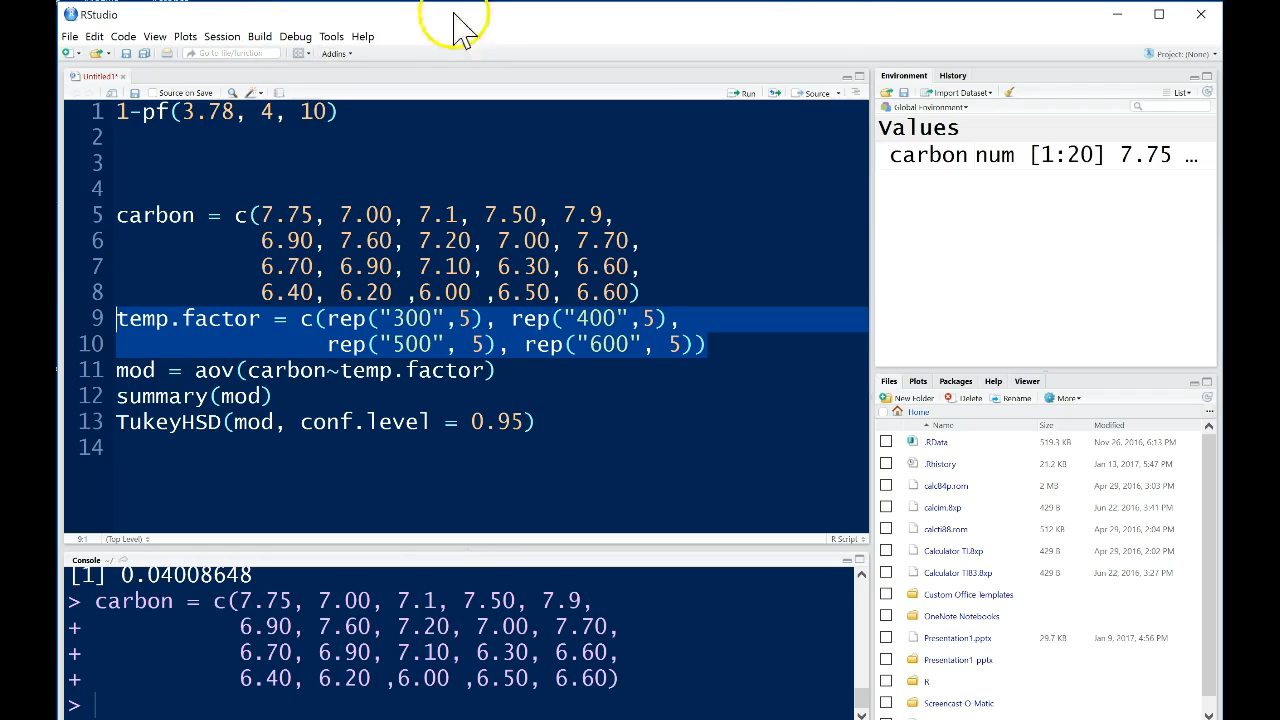 RStudio
File Edit Code View Plots Session Build Debug Tools Help
Go to file/function Addins Project: (None)
Untitled1*
Source on Save Run Source
1 1-pf(3.78, 4, 10)
2
3
4
5 carbon = c(7.75, 7.00, 7.1, 7.50, 7.9,
6 6.90, 7.60, 7.20, 7.00, 7.70,
7 6.70, 6.90, 7.10, 6.30, 6.60,
8 6.40, 6.20 ,6.00 ,6.50, 6.60)
9 temp.factor = c(rep("300",5), rep("400",5),
10 rep("500", 5), rep("600", 5))
11 mod = aov(carbon~temp.factor)
12 summary(mod)
13 TukeyHSD(mod, conf.level = 0.95)
14
9:1 (Top Level) R Script
Console ~/
[1] 0.04008648
> carbon = c(7.75, 7.00, 7.1, 7.50, 7.9,
+ 6.90, 7.60, 7.20, 7.00, 7.70,
+ 6.70, 6.90, 7.10, 6.30, 6.60,
+ 6.40, 6.20 ,6.00 ,6.50, 6.60)
>
Environment History
Import Dataset List
Global Environment
Values
carbon num [1:20] 7.75 ...
Files Plots Packages Help Viewer
New Folder Delete Rename More
Home
Name Size Modified
.RData 519.3 KB Nov 26, 2016, 6:13 PM
.Rhistory 21.2 KB Jan 13, 2017, 5:47 PM
calc84p.rom 2 MB Apr 29, 2016, 3:03 PM
calcim.8xp 429 B Jun 22, 2016, 3:41 PM
calcti88.rom 512 KB Apr 29, 2016, 2:04 PM
Calculator TI.8xp 429 B Apr 29, 2016, 2:02 PM
Calculator TI83.8xp 429 B Jun 22, 2016, 3:27 PM
Custom Office Templates
OneNote Notebooks
Presentation1.pptx 29.7 KB Jan 9, 2017, 4:56 PM
Presentation1 pptx
R
Screencast-O-Matic